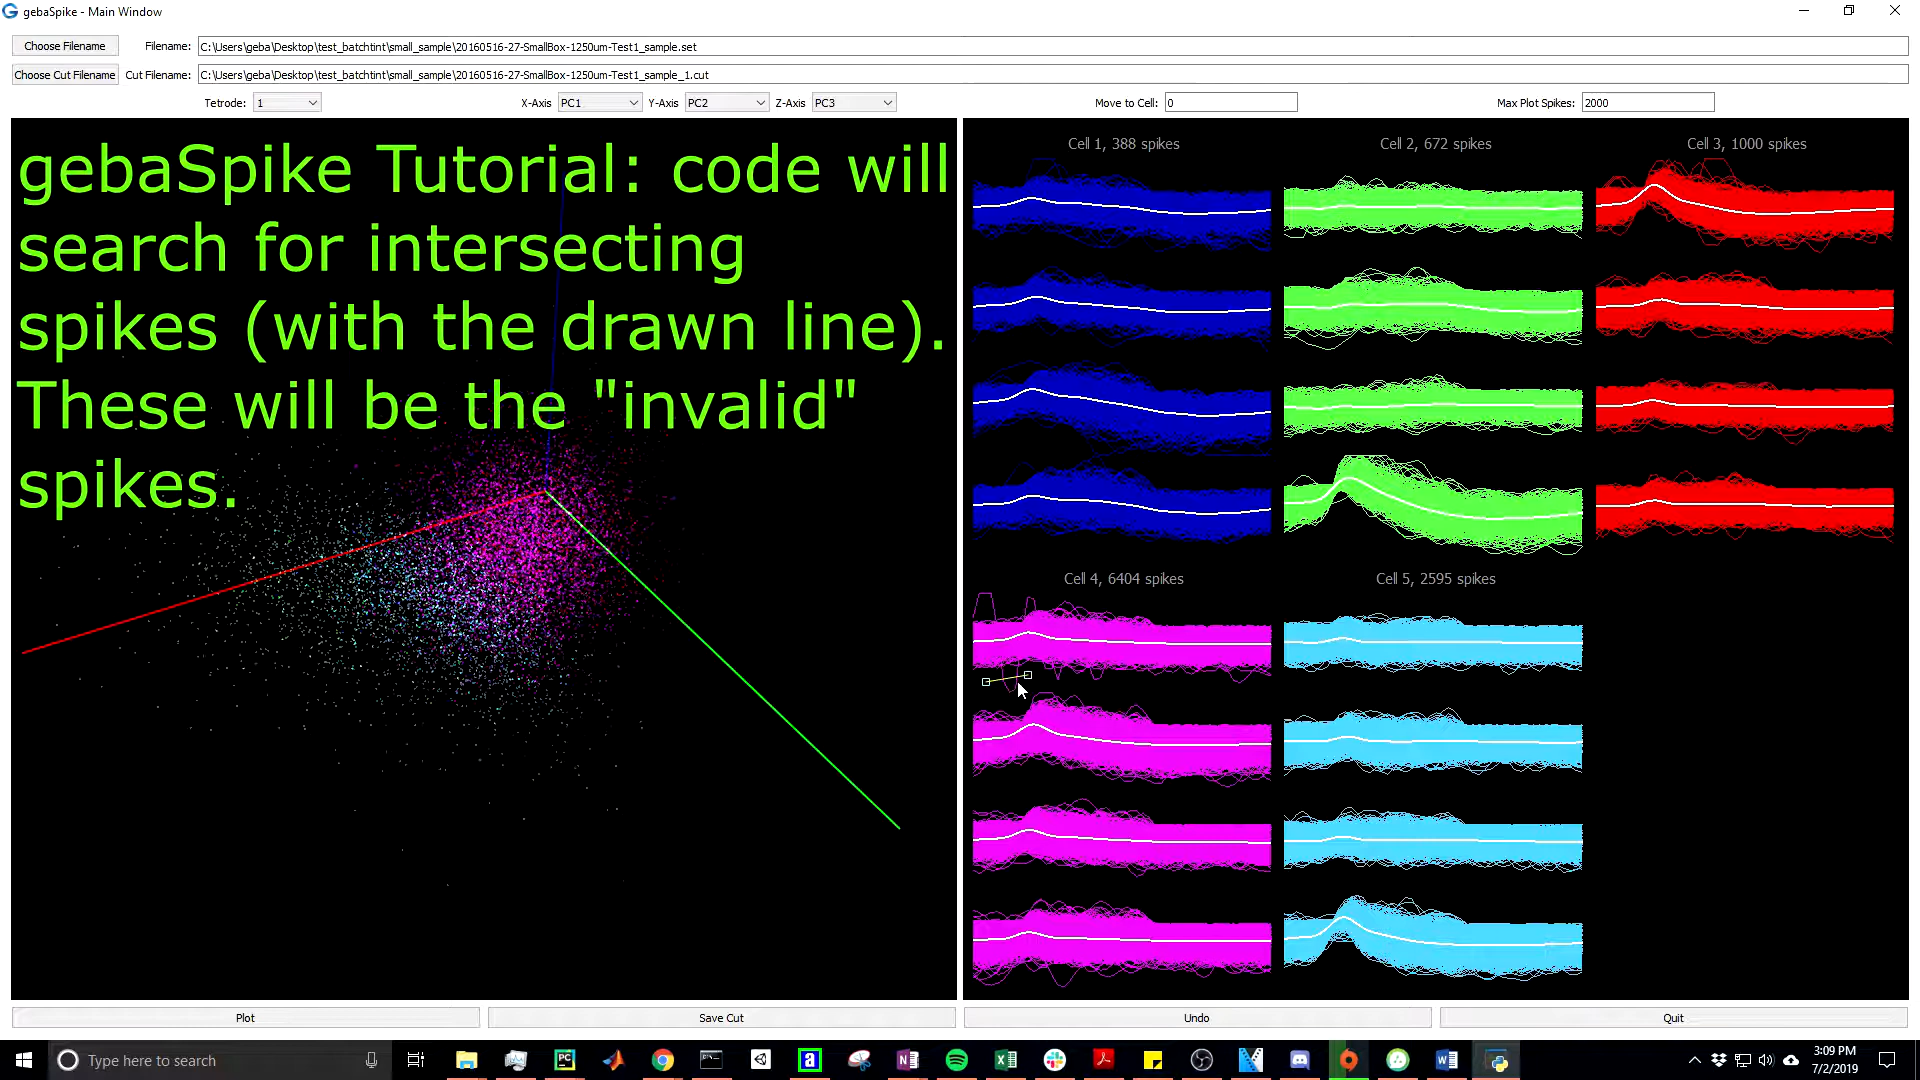 gebaSpike - Main Window
Choose Filename Filename: C:\Users\geba\Desktop\test_batchtint\small_sample\20160516-27-SmallBox-1250um-Test1_sample.set
Choose Cut Filename Cut Filename: C:\Users\geba\Desktop\test_batchtint\small_sample\20160516-27-SmallBox-1250um-Test1_sample_1.cut
Tetrode: 1 X-Axis PC1 Y-Axis PC2 Z-Axis PC3 Move to Cell: 0 Max Plot Spikes: 2000
gebaSpike Tutorial: code will
search for intersecting
spikes (with the drawn line).
These will be the "invalid"
spikes.
Cell 1, 388 spikes Cell 2, 672 spikes Cell 3, 1000 spikes
Cell 4, 6404 spikes Cell 5, 2595 spikes
Plot Save Cut Undo Quit
Type here to search
3:09 PM
7/2/2019